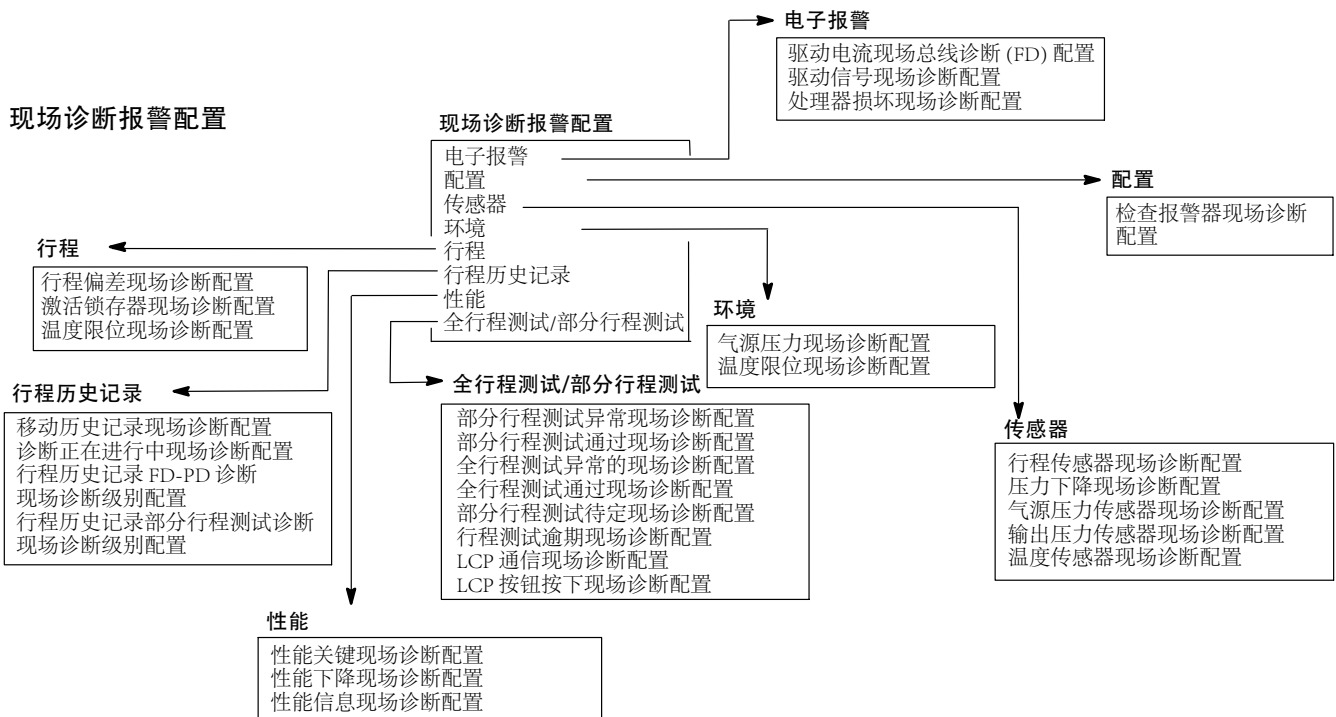 现场诊断报警配置
现场诊断报警配置
电子报警
配置
传感器
环境
行程
行程历史记录
性能
全行程测试/部分行程测试
电子报警
驱动电流现场总线诊断 (FD) 配置
驱动信号现场诊断配置
处理器损坏现场诊断配置
配置
检查报警器现场诊断
配置
行程
行程偏差现场诊断配置
激活锁存器现场诊断配置
温度限位现场诊断配置
环境
气源压力现场诊断配置
温度限位现场诊断配置
行程历史记录
移动历史记录现场诊断配置
诊断正在进行中现场诊断配置
行程历史记录 FD-PD 诊断
现场诊断级别配置
行程历史记录部分行程测试诊断
现场诊断级别配置
全行程测试/部分行程测试
部分行程测试异常现场诊断配置
部分行程测试通过现场诊断配置
全行程测试异常的现场诊断配置
全行程测试通过现场诊断配置
部分行程测试待定现场诊断配置
行程测试逾期现场诊断配置
LCP 通信现场诊断配置
LCP 按钮按下现场诊断配置
传感器
行程传感器现场诊断配置
压力下降现场诊断配置
气源压力传感器现场诊断配置
输出压力传感器现场诊断配置
温度传感器现场诊断配置
性能
性能关键现场诊断配置
性能下降现场诊断配置
性能信息现场诊断配置